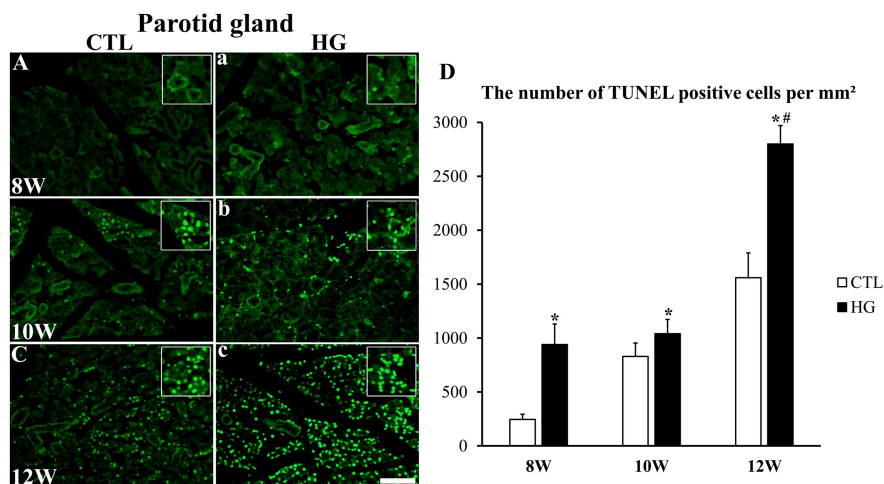 Parotid gland
CTL HG
A a
8W
b
10W
C c
12W
D
The number of TUNEL positive cells per mm²
3000
2500
2000
1500
1000
500
0
* * *#
8W 10W 12W
CTL
HG